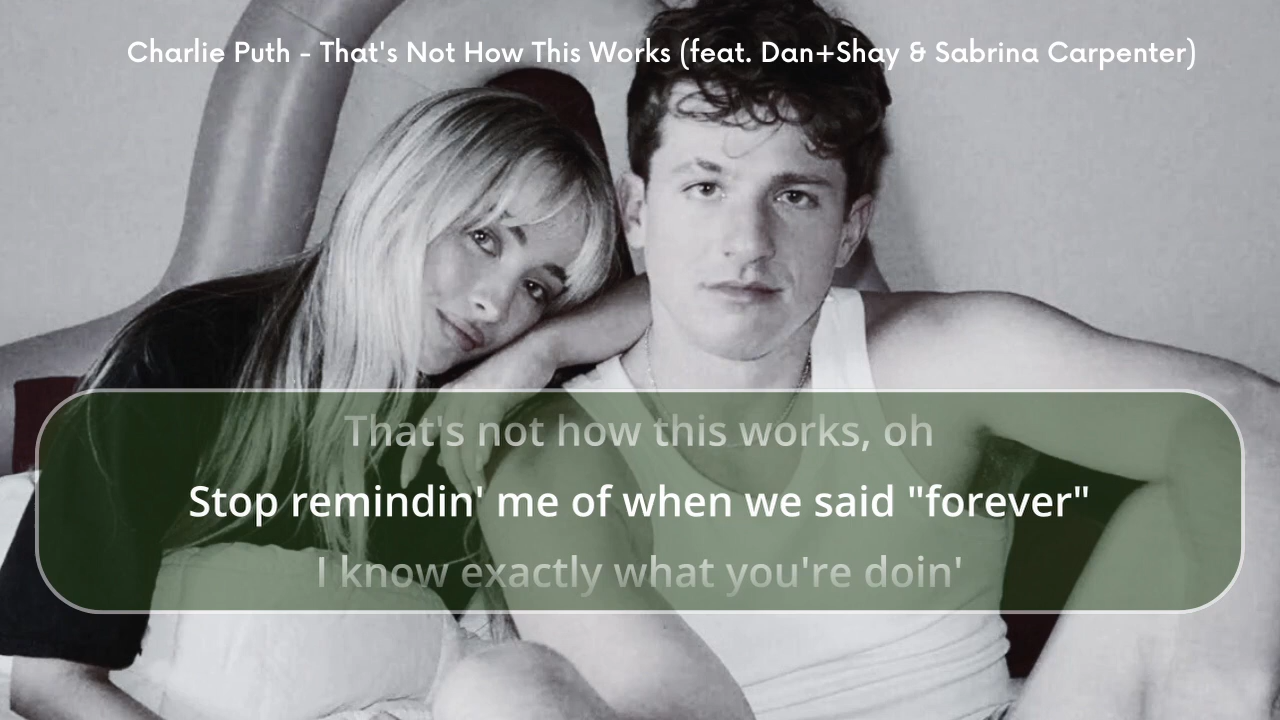 Charlie Puth - That's Not How This Works (feat. Dan+Shay & Sabrina Carpenter)
That's not how this works, oh
Stop remindin' me of when we said "forever"
I know exactly what you're doin'